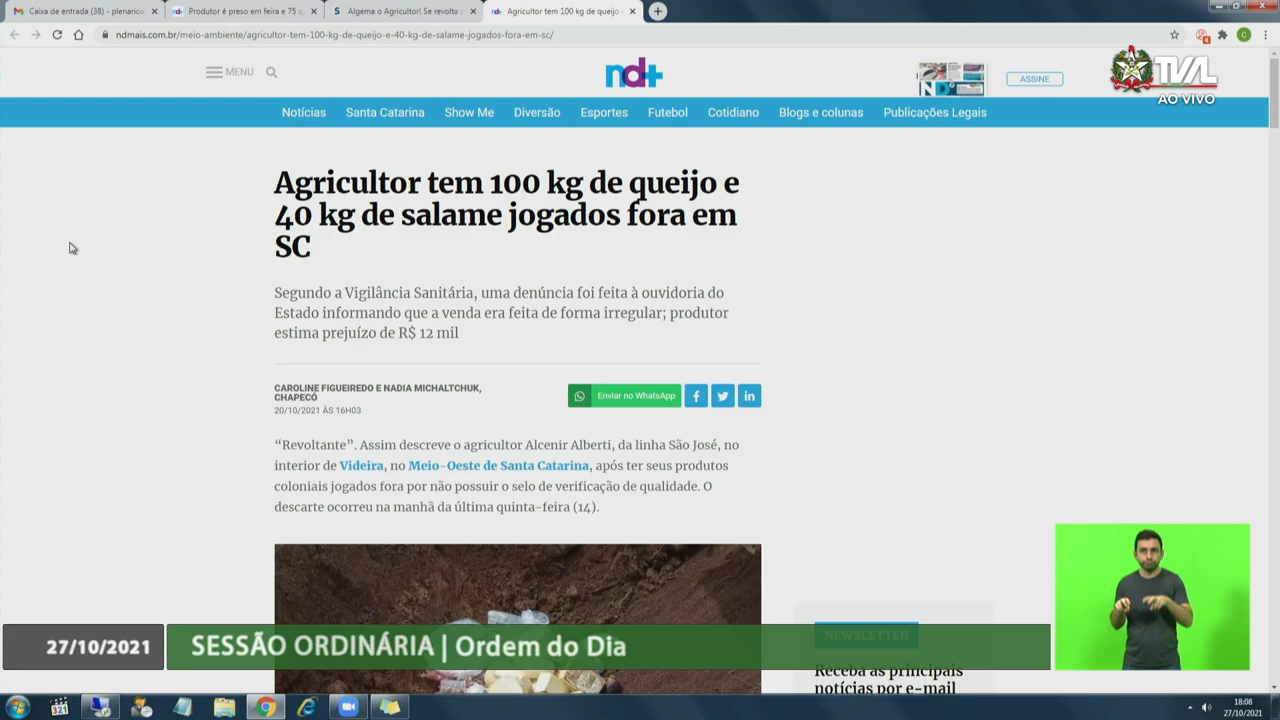 Caixa de entrada (38) - plenarioa
Produtor é preso em feira e 75 q
Algema o Agricultor! Se revolta
Agricultor tem 100 kg de queijo
ndmais.com.br/meio-ambiente/agricultor-tem-100-kg-de-queijo-e-40-kg-de-salame-jogados-fora-em-sc/
MENU
nd+
ND
ASSINE
TVAL
AO VIVO
Notícias Santa Catarina Show Me Diversão Esportes Futebol Cotidiano Blogs e colunas Publicações Legais
Agricultor tem 100 kg de queijo e
40 kg de salame jogados fora em
SC
Segundo a Vigilância Sanitária, uma denúncia foi feita à ouvidoria do
Estado informando que a venda era feita de forma irregular; produtor
estima prejuízo de R$ 12 mil
CAROLINE FIGUEIREDO E NADIA MICHALTCHUK,
CHAPECÓ
20/10/2021 ÀS 16H03
Enviar no WhatsApp
“Revoltante”. Assim descreve o agricultor Alcenir Alberti, da linha São José, no
interior de Videira, no Meio-Oeste de Santa Catarina, após ter seus produtos
coloniais jogados fora por não possuir o selo de verificação de qualidade. O
descarte ocorreu na manhã da última quinta-feira (14).
NEWSLETTER
Receba as principais
notícias por e-mail
27/10/2021
SESSÃO ORDINÁRIA | Ordem do Dia
18:08
27/10/2021